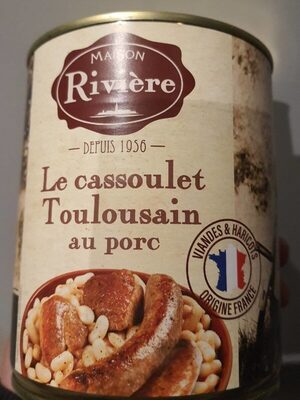 MAISON
Rivière
— DEPUIS 1956 —
Le cassoulet
Toulousain
au porc
VIANDES & HARICOTS
ORIGINE FRANCE